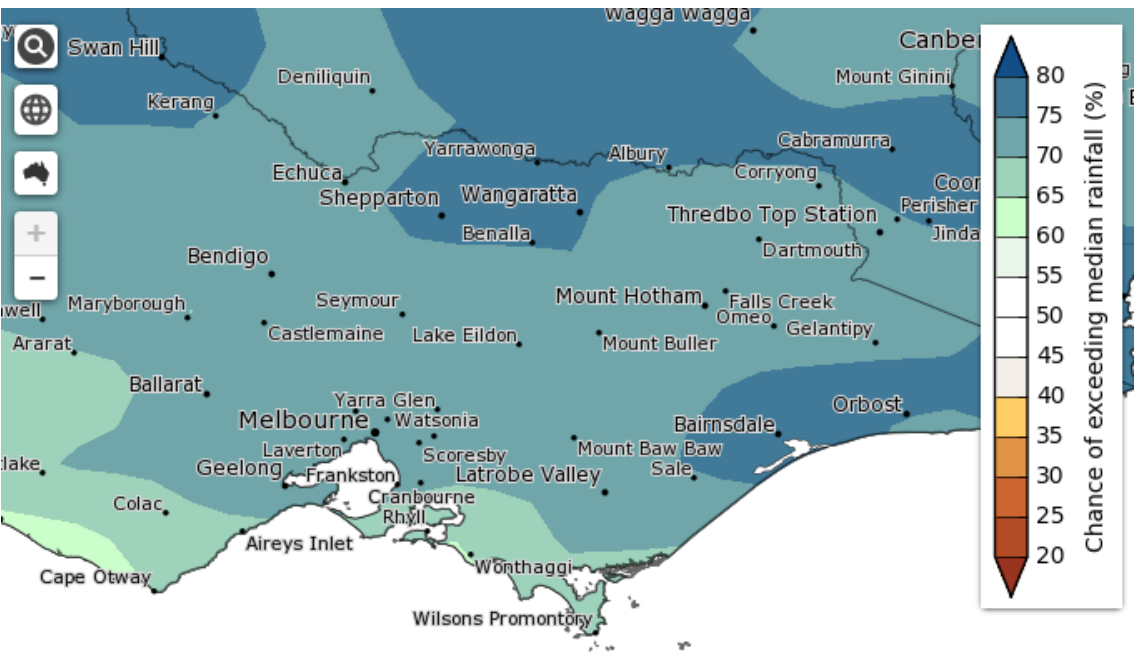 Wagga Wagga
Swan Hill
Deniliquin
Mount Ginini
Kerang
Cabramurra
Yarrawonga
Albury
Echuca
Corryong
Shepparton
Wangaratta
Perisher
Thredbo Top Station
Benalla
Dartmouth
Bendigo
Mount Hotham
Falls Creek
Maryborough
Seymour
Omeo
Gelantipy
Castlemaine
Lake Eildon
Mount Buller
Ararat
Ballarat
Yarra Glen
Orbost
Melbourne
Watsonia
Bairnsdale
Laverton
Scoresby
Mount Baw Baw
Geelong
Frankston
Latrobe Valley
Sale
Cranbourne
Colac
Rhyll
Aireys Inlet
Wonthaggi
Cape Otway
Wilsons Promontory
+
−
80
75
70
65
60
55
50
45
40
35
30
25
20
Chance of exceeding median rainfall (%)